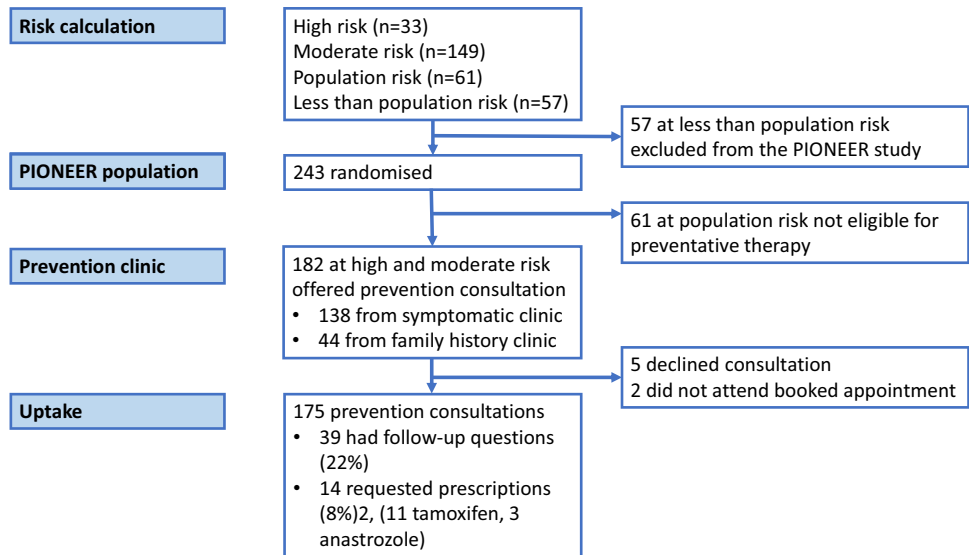 Risk calculation
High risk (n=33)
Moderate risk (n=149)
Population risk (n=61)
Less than population risk (n=57)
57 at less than population risk
excluded from the PIONEER study
PIONEER population
243 randomised
61 at population risk not eligible for
preventative therapy
Prevention clinic
182 at high and moderate risk
offered prevention consultation
• 138 from symptomatic clinic
• 44 from family history clinic
5 declined consultation
2 did not attend booked appointment
Uptake
175 prevention consultations
• 39 had follow-up questions
(22%)
• 14 requested prescriptions
(8%)2, (11 tamoxifen, 3
anastrozole)